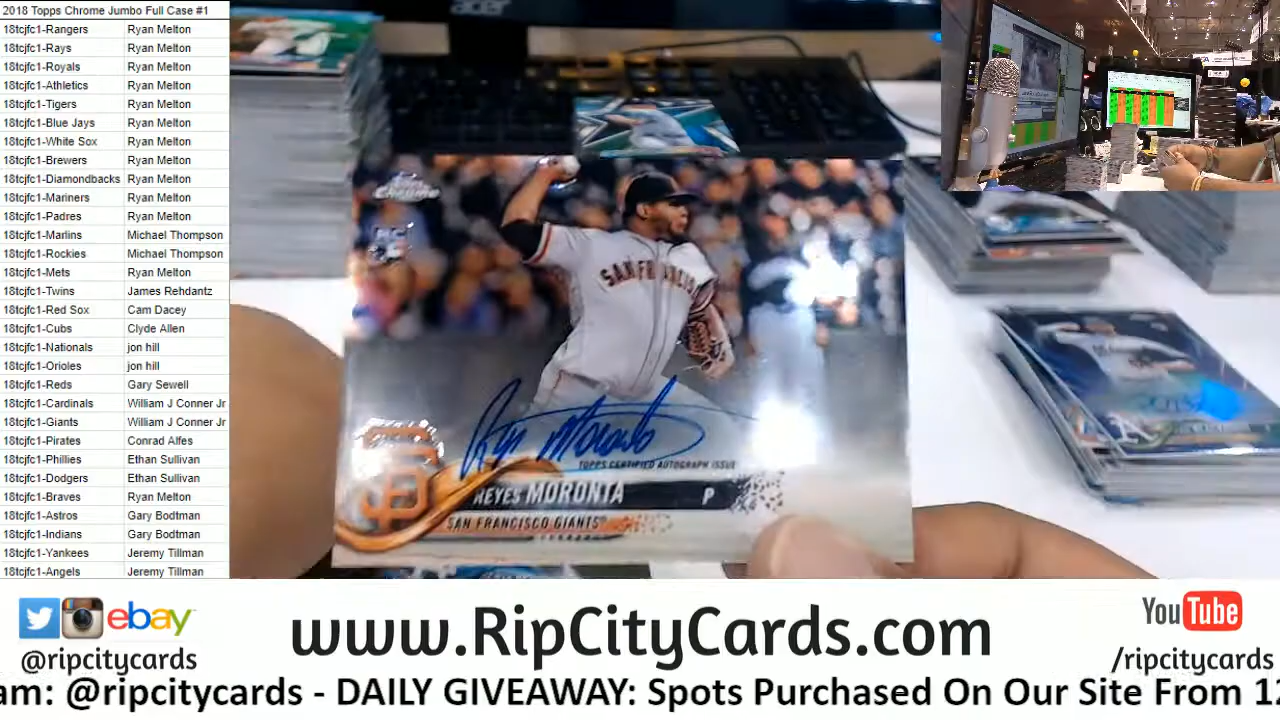 2018 Topps Chrome Jumbo Full Case #1
18tcjfc1-Rangers Ryan Melton
18tcjfc1-Rays Ryan Melton
18tcjfc1-Royals Ryan Melton
18tcjfc1-Athletics Ryan Melton
18tcjfc1-Tigers Ryan Melton
18tcjfc1-Blue Jays Ryan Melton
18tcjfc1-White Sox Ryan Melton
18tcjfc1-Brewers Ryan Melton
18tcjfc1-Diamondbacks Ryan Melton
18tcjfc1-Mariners Ryan Melton
18tcjfc1-Padres Ryan Melton
18tcjfc1-Marlins Michael Thompson
18tcjfc1-Rockies Michael Thompson
18tcjfc1-Mets Ryan Melton
18tcjfc1-Twins James Rehdantz
18tcjfc1-Red Sox Cam Dacey
18tcjfc1-Cubs Clyde Allen
18tcjfc1-Nationals jon hill
18tcjfc1-Orioles jon hill
18tcjfc1-Reds Gary Sewell
18tcjfc1-Cardinals William J Conner Jr
18tcjfc1-Giants William J Conner Jr
18tcjfc1-Pirates Conrad Alfes
18tcjfc1-Phillies Ethan Sullivan
18tcjfc1-Dodgers Ethan Sullivan
18tcjfc1-Braves Ryan Melton
18tcjfc1-Astros Gary Bodtman
18tcjfc1-Indians Gary Bodtman
18tcjfc1-Yankees Jeremy Tillman
18tcjfc1-Angels Jeremy Tillman
acer
Chrome
SAN FRANCISCO
TOPPS CERTIFIED AUTOGRAPH ISSUE
REYES MORONTA P
SAN FRANCISCO GIANTS
SF
ebay
@ripcitycards
www.RipCityCards.com
YouTube
/ripcitycards
am: @ripcitycards - DAILY GIVEAWAY: Spots Purchased On Our Site From 12